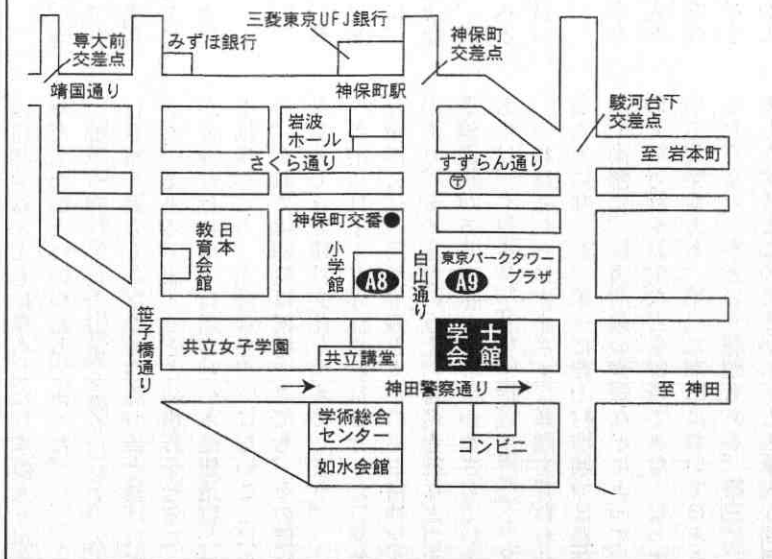 三菱東京UFJ銀行
専大前
交差点
みずほ銀行
神保町
交差点
靖国通り
神保町駅
駿河台下
交差点
岩波
ホール
至 岩本町
さくら通り
すずらん通り
〒
神保町交番●
日本
教育会館
小学館
A8
白山通り
A9
東京パークタワー
プラザ
笹子橋通り
共立女子学園
共立講堂
学士
会館
神田警察通り
至 神田
学術総合
センター
如水会館
コンビニ